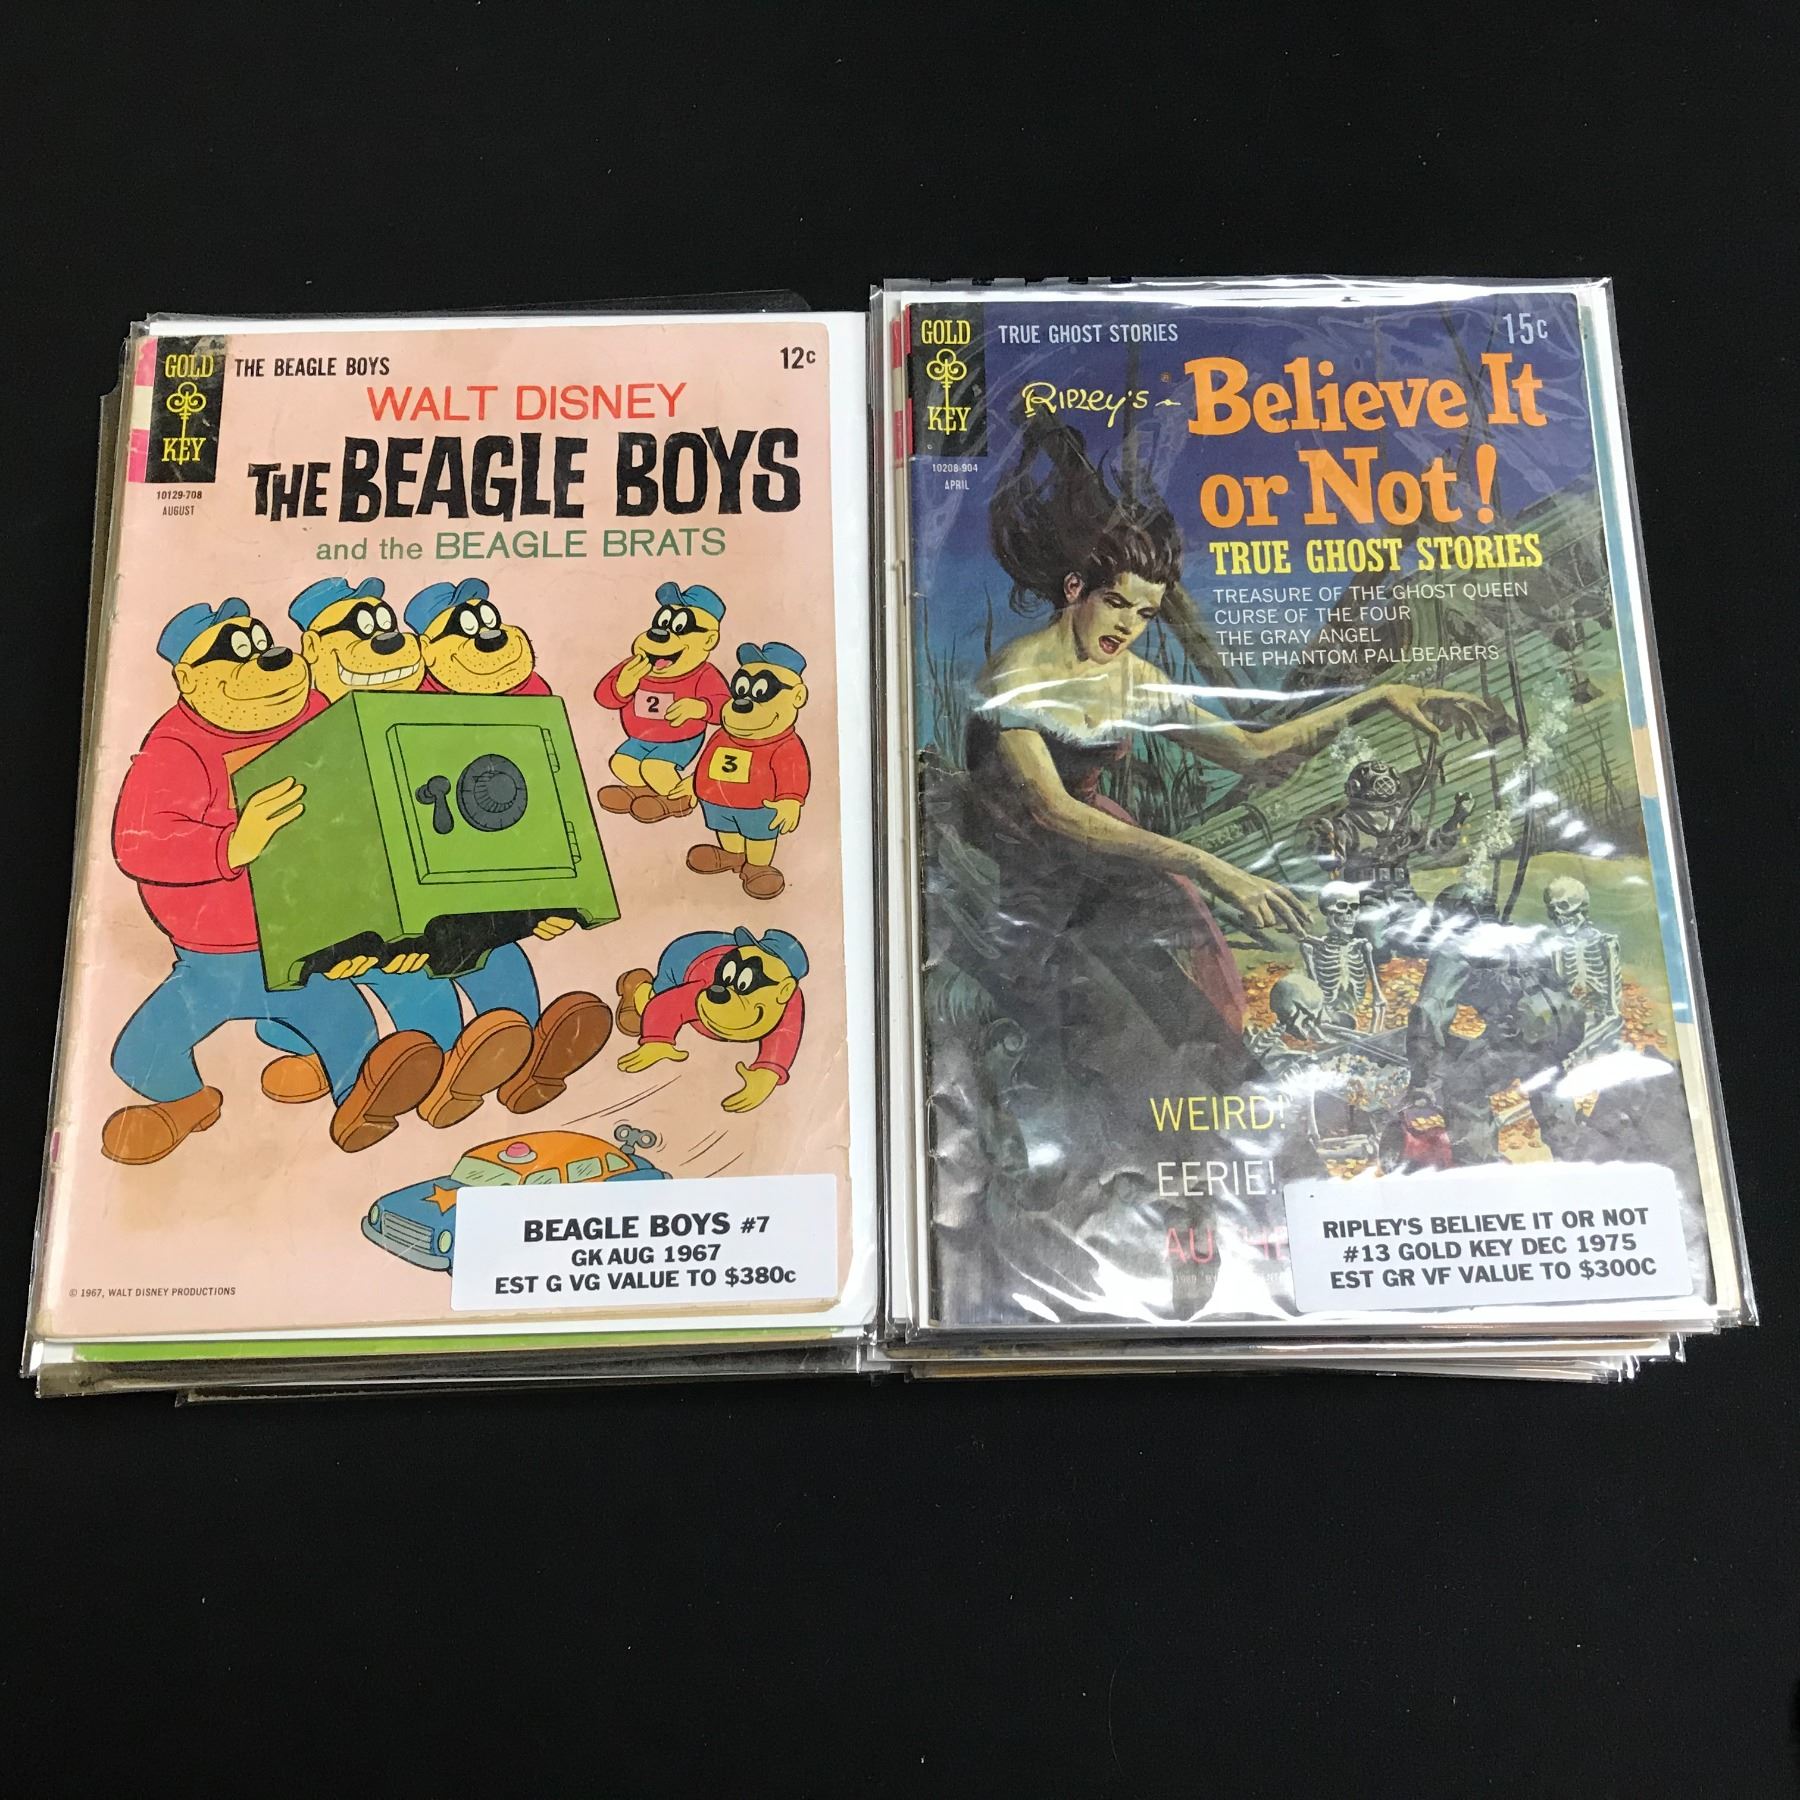 GOLD
KEY
THE BEAGLE BOYS
12c
WALT DISNEY
THE BEAGLE BOYS
and the BEAGLE BRATS
10129-708
AUGUST
2
3
© 1967, WALT DISNEY PRODUCTIONS
BEAGLE BOYS #7
GK AUG 1967
EST G VG VALUE TO $380c
GOLD
KEY
TRUE GHOST STORIES
15c
Ripley's
Believe It
or Not!
10208-904
APRIL
TRUE GHOST STORIES
TREASURE OF THE GHOST QUEEN
CURSE OF THE FOUR
THE GRAY ANGEL
THE PHANTOM PALLBEARERS
WEIRD!
EERIE!
RIPLEY'S BELIEVE IT OR NOT
#13 GOLD KEY DEC 1975
EST GR VF VALUE TO $300C